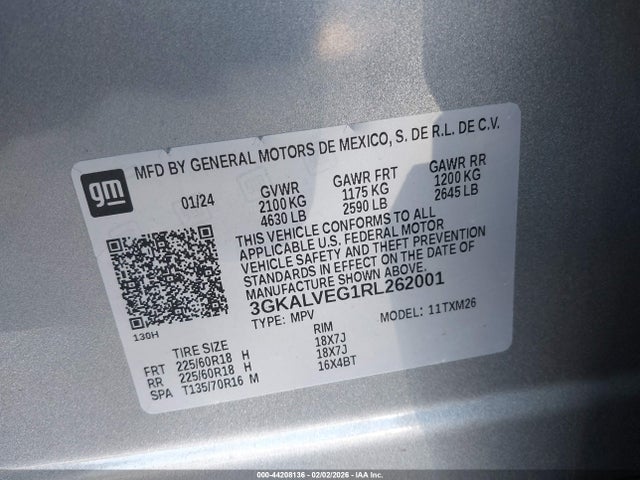 gm
MFD BY GENERAL MOTORS DE MEXICO, S. DE R.L. DE C.V.
01/24
GVWR
2100 KG
4630 LB
GAWR FRT
1175 KG
2590 LB
GAWR RR
1200 KG
2645 LB
THIS VEHICLE CONFORMS TO ALL
APPLICABLE U.S. FEDERAL MOTOR
VEHICLE SAFETY AND THEFT PREVENTION
STANDARDS IN EFFECT ON THE DATE OF
MANUFACTURE SHOWN ABOVE.
3GKALVEG1RL262001
TYPE: MPV
MODEL: 11TXM26
130H
TIRE SIZE
RIM
FRT 225/60R18 H 18X7J
RR 225/60R18 H 18X7J
SPA T135/70R16 M 16X4BT
000-44208136 - 02/02/2026 - IAA Inc.